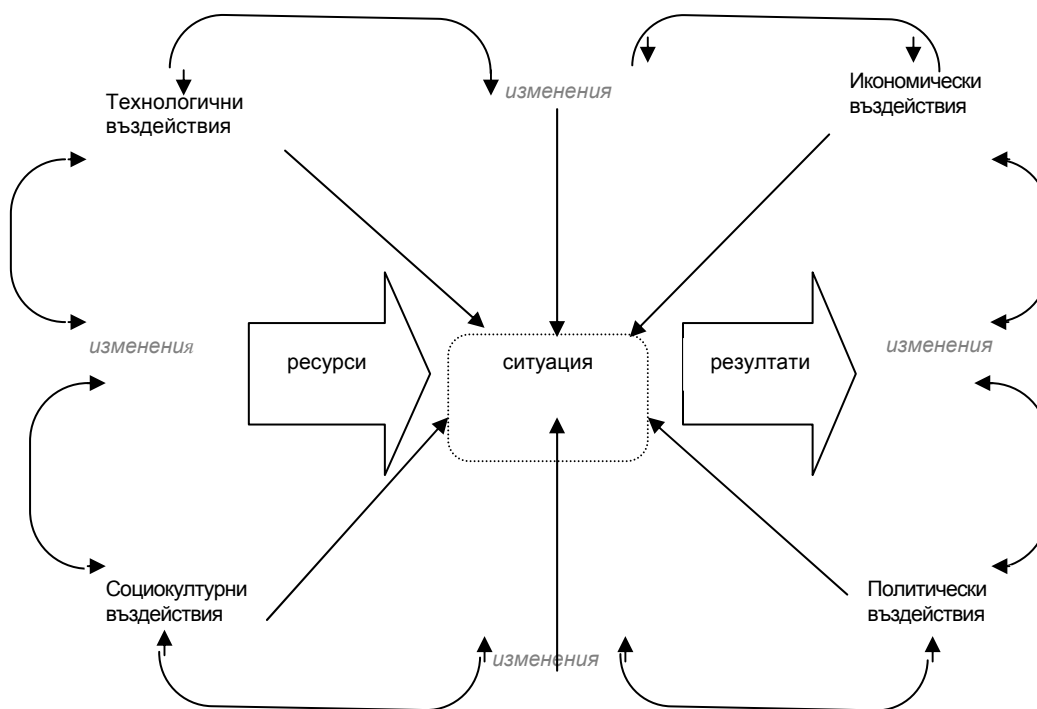 изменения
Технологични
въздействия
Икономически
въздействия
изменения
ресурси
ситуация
резултати
изменения
Социокултурни
въздействия
Политически
въздействия
изменения